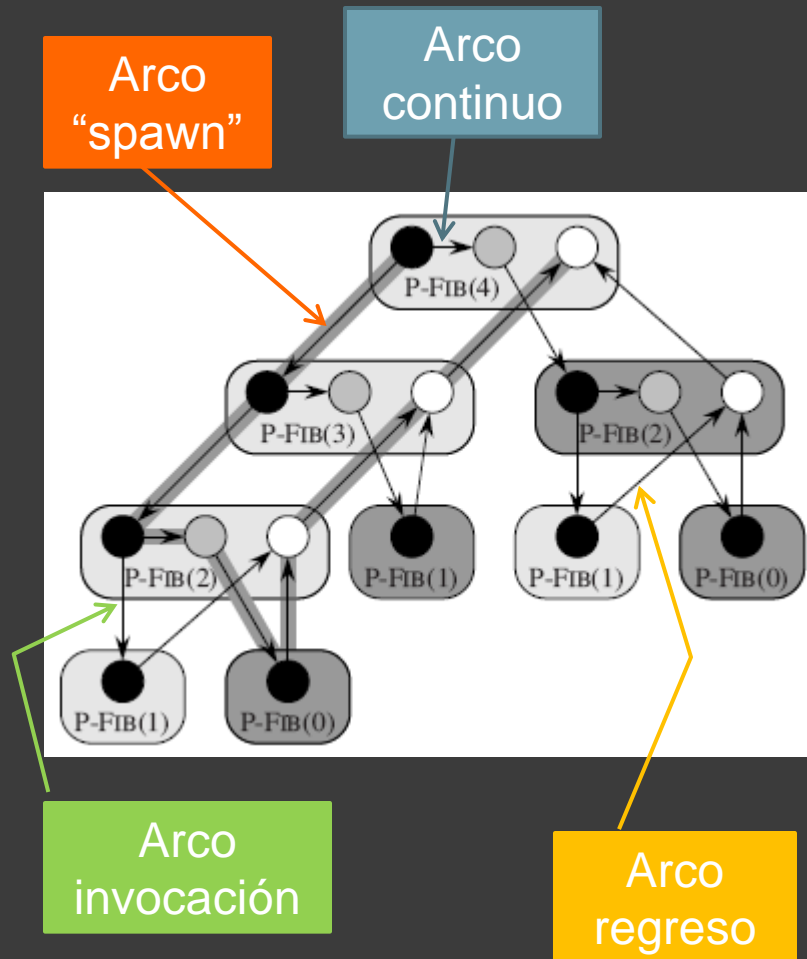 Arco
“spawn”
Arco
continuo
P-FIB(4)
P-FIB(3)
P-FIB(2)
P-FIB(2)
P-FIB(1)
P-FIB(1)
P-FIB(0)
P-FIB(1)
P-FIB(0)
Arco
invocación
Arco
regreso